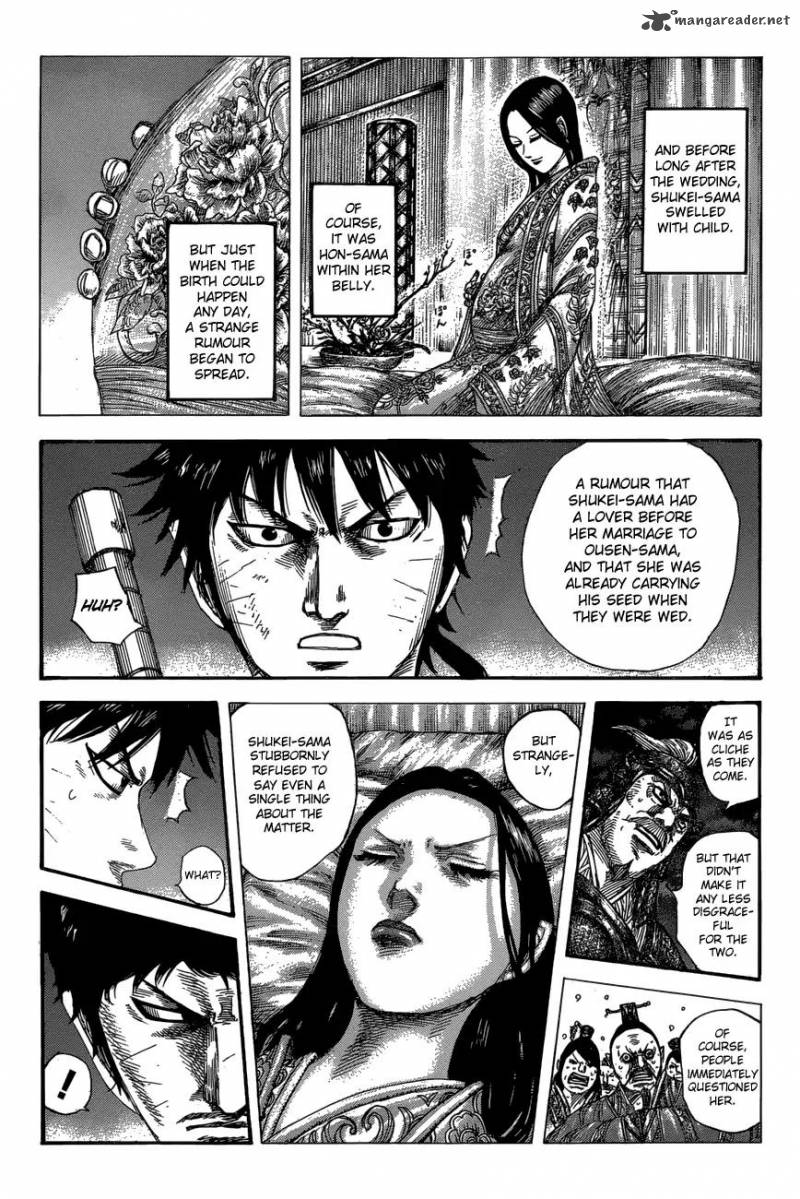 mangareader.net
AND BEFORE
LONG AFTER
THE WEDDING,
SHUKEI-SAMA
SWELLED
WITH CHILD.
OF
COURSE,
IT WAS
HON-SAMA
WITHIN HER
BELLY.
ぽん
ぽん
BUT JUST
WHEN THE
BIRTH COULD
HAPPEN
ANY DAY,
A STRANGE
RUMOUR
BEGAN TO
SPREAD.
A RUMOUR THAT
SHUKEI-SAMA HAD
A LOVER BEFORE
HER MARRIAGE TO
OUSEN-SAMA,
AND THAT SHE WAS
ALREADY CARRYING
HIS SEED WHEN
THEY WERE WED.
HUH?
IT
WAS AS
CLICHE
AS THEY
COME.
BUT THAT
DIDN'T
MAKE IT
ANY LESS
DISGRACE-
FUL
FOR THE
TWO.
OF
COURSE,
PEOPLE
IMMEDIATELY
QUESTIONED
HER.
BUT
STRANGE-
LY,
SHUKEI-SAMA
STUBBORNLY
REFUSED TO
SAY EVEN A
SINGLE THING
ABOUT THE
MATTER.
WHAT?
!